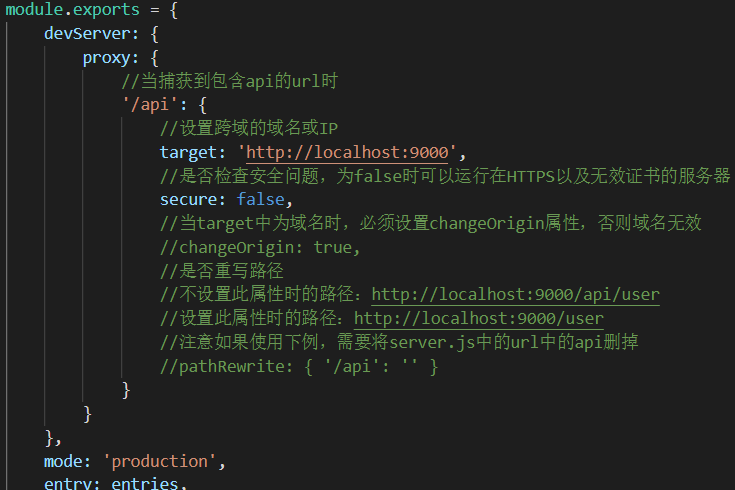 module.exports = {
devServer: {
proxy: {
//当捕获到包含api的url时
'/api': {
//设置跨域的域名或IP
target: 'http://localhost:9000',
//是否检查安全问题，为false时可以运行在HTTPS以及无效证书的服务器
secure: false,
//当target中为域名时，必须设置changeOrigin属性，否则域名无效
//changeOrigin: true,
//是否重写路径
//不设置此属性时的路径：http://localhost:9000/api/user
//设置此属性时的路径：http://localhost:9000/user
//注意如果使用下例，需要将server.js中的url中的api删掉
//pathRewrite: { '/api': '' }
}
}
},
mode: 'production',
entry: entries,